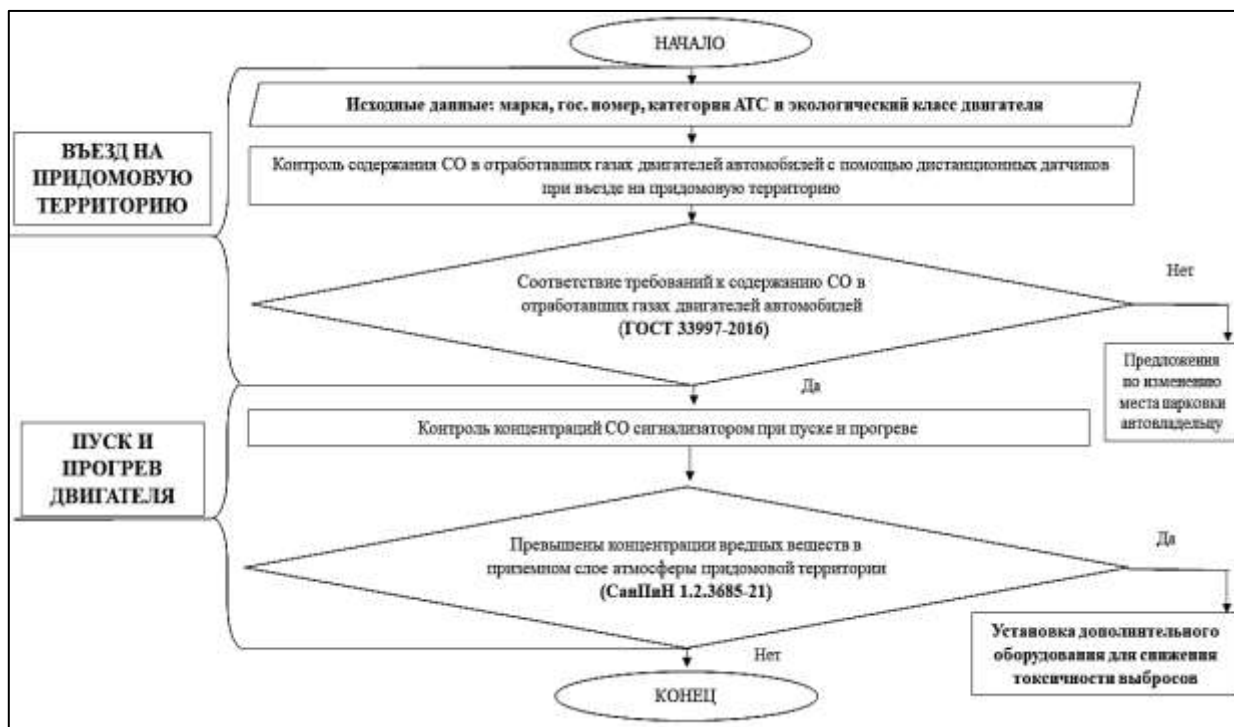 НАЧАЛО
Исходные данные: марка, гос. номер, категория АТС и экологический класс двигателя
ВЪЕЗД НА
ПРИДОМОВУЮ
ТЕРРИТОРИЮ
Контроль содержания СО в отработавших газах двигателей автомобилей с помощью дистанционных датчиков
при въезде на придомовую территорию
Соответствие требований к содержанию СО в
отработавших газах двигателей автомобилей
(ГОСТ 33997-2016)
Нет
Предложения
по изменению
места парковки
автовладельцу
Да
Контроль концентраций СО сигнализатором при пуске и прогреве
ПУСК И
ПРОГРЕВ
ДВИГАТЕЛЯ
Превышены концентрации вредных веществ в
приземном слое атмосферы придомовой территории
(СанПиН 1.2.3685-21)
Да
Установка дополнительного
оборудования для снижения
токсичности выбросов
Нет
КОНЕЦ